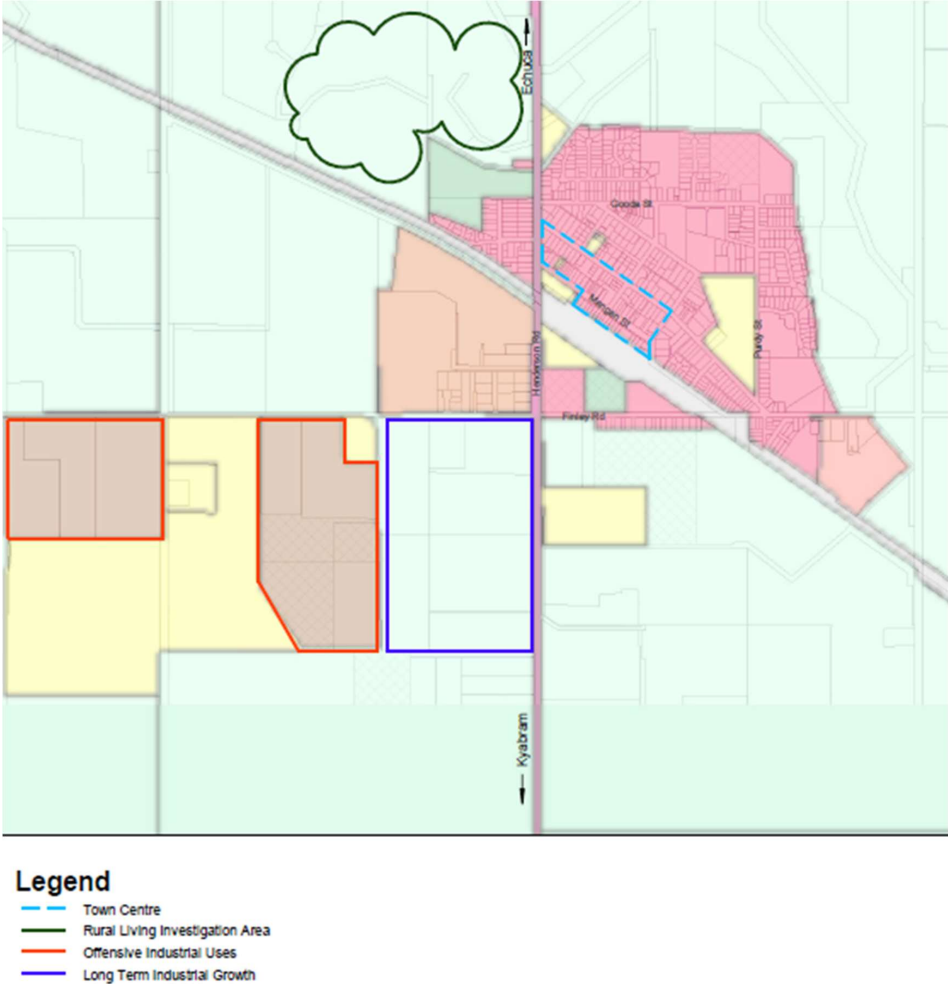 Echuca
Gooda St
Mangan St
Purdy St
Henderson Rd
Finlay Rd
Kyabram
Legend
Town Centre
Rural Living Investigation Area
Offensive Industrial Uses
Long Term Industrial Growth